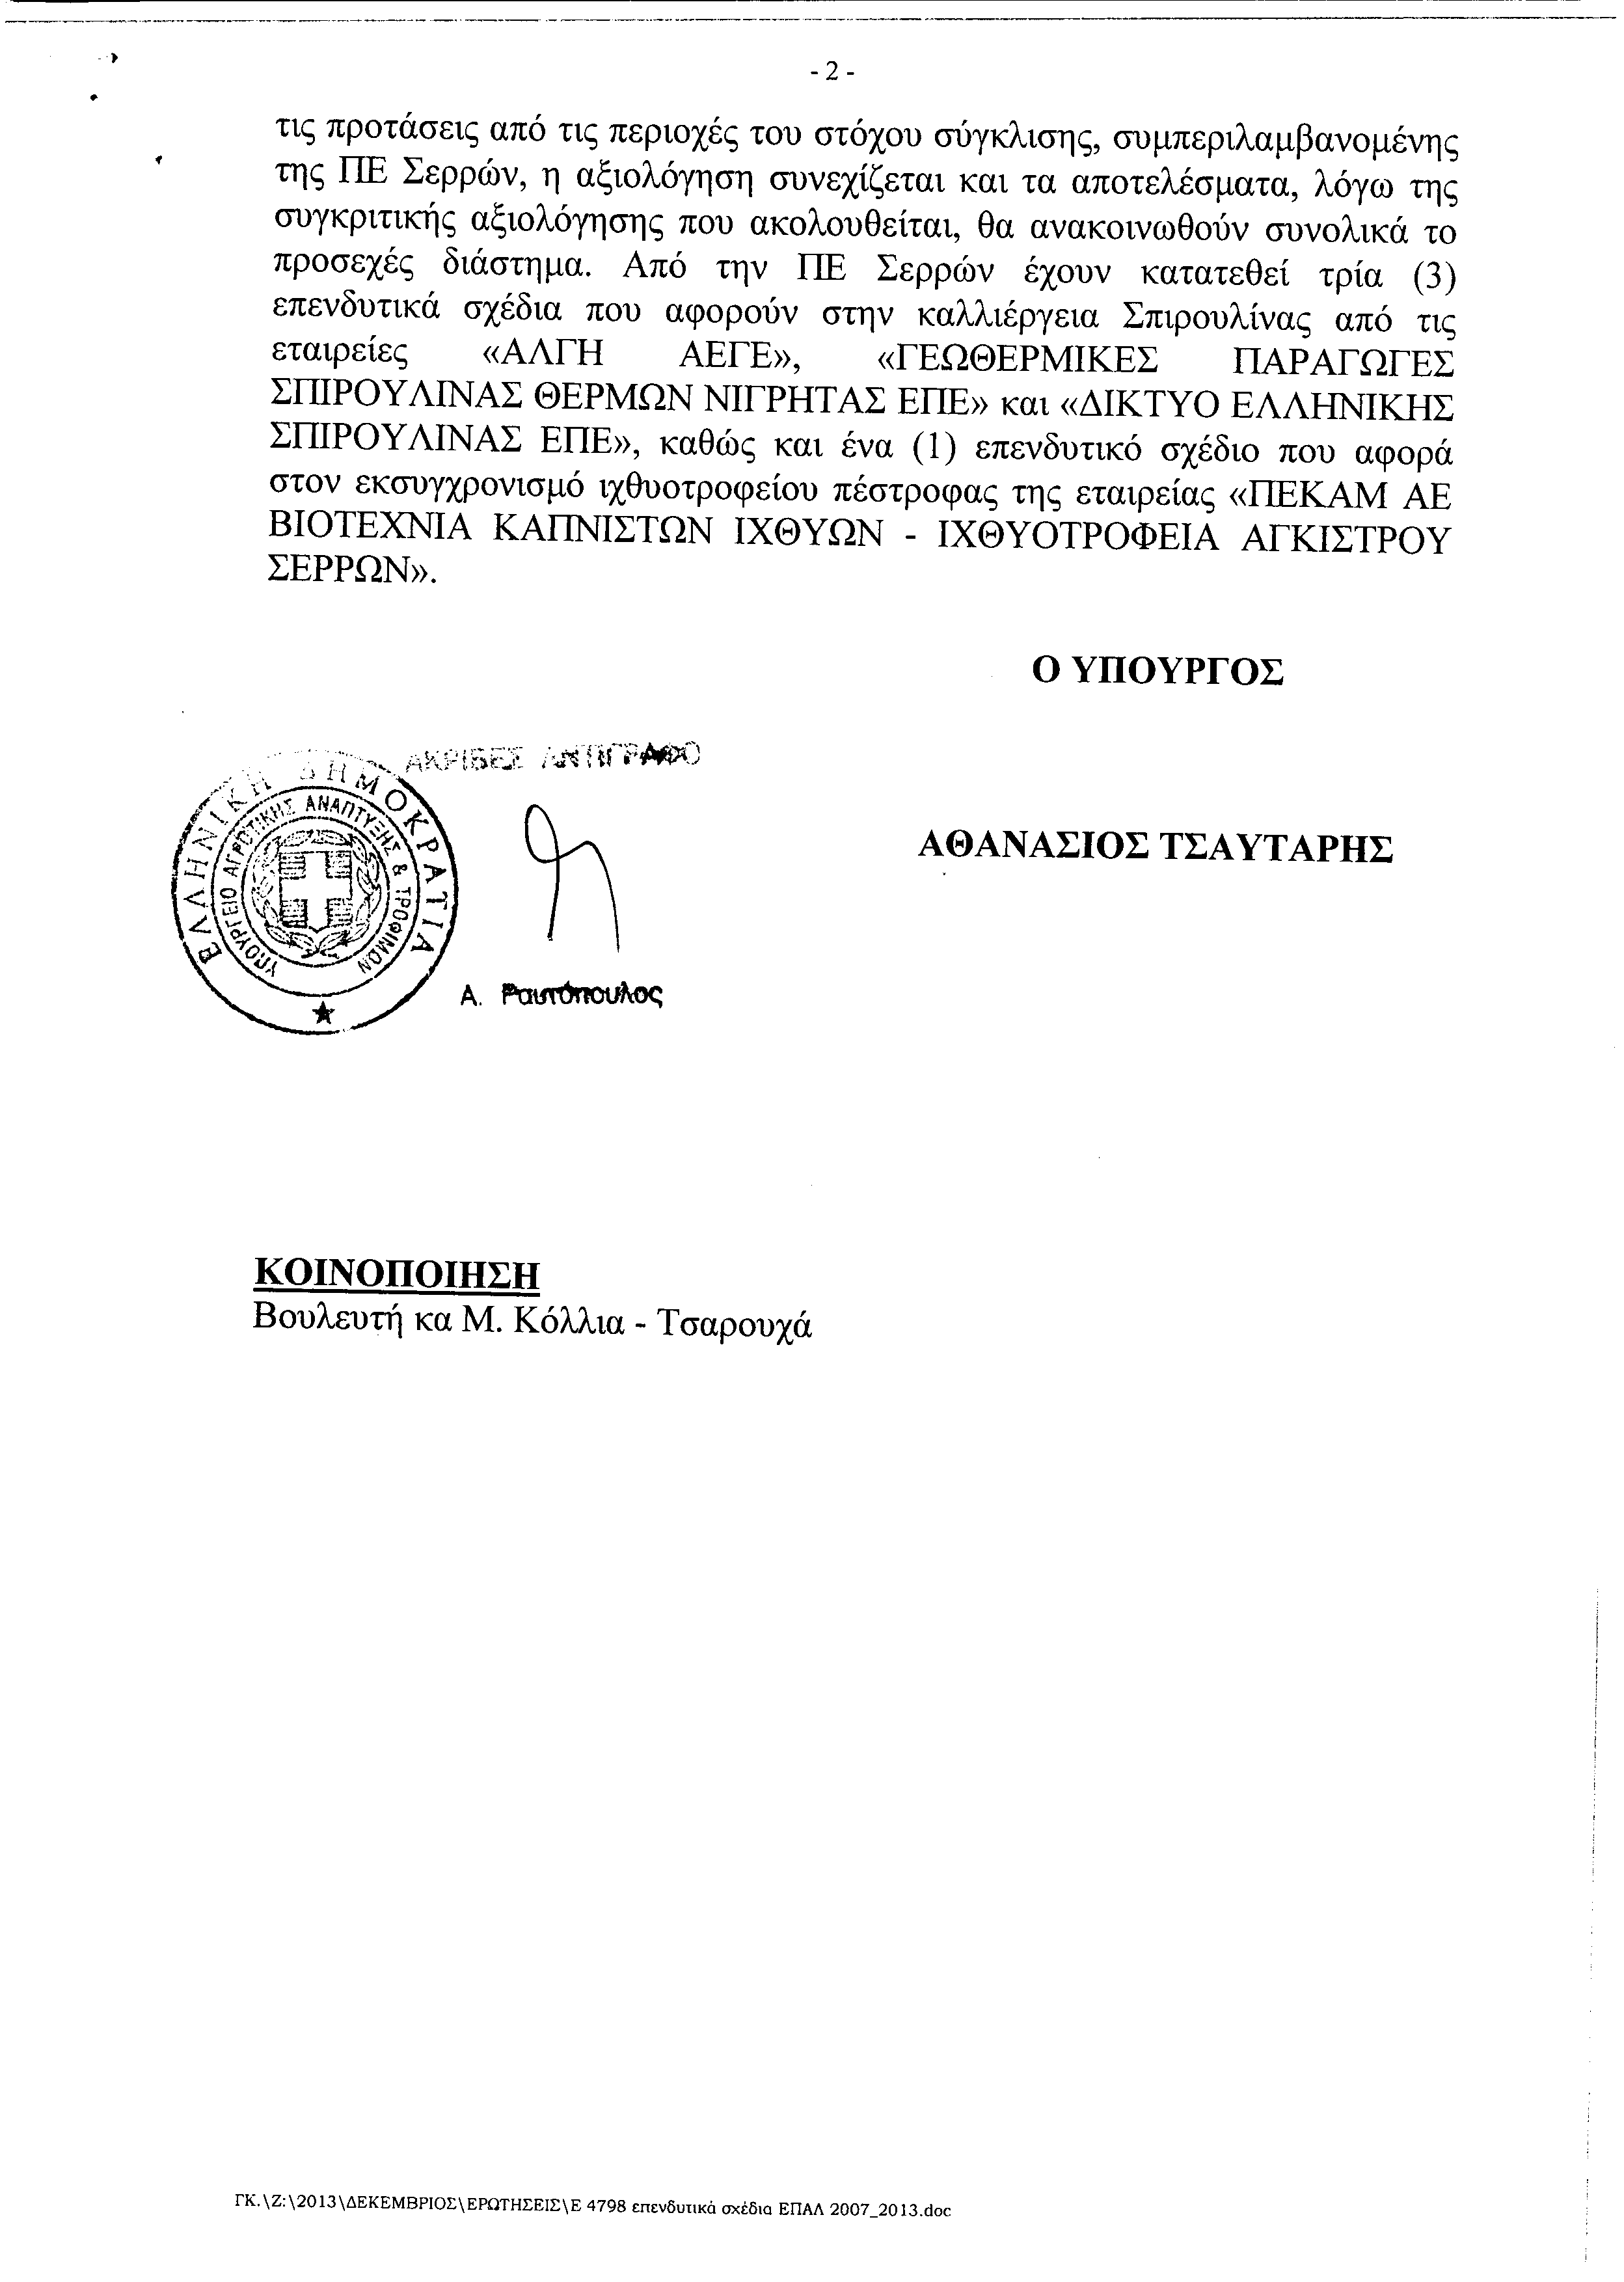 - 2 -
τις προτάσεις από τις περιοχές του στόχου σύγκλισης, συμπεριλαμβανομένης
της ΠΕ Σερρών, η αξιολόγηση συνεχίζεται και τα αποτελέσματα, λόγω της
συγκριτικής αξιολόγησης που ακολουθείται, θα ανακοινωθούν συνολικά το
προσεχές διάστημα. Από την ΠΕ Σερρών έχουν κατατεθεί τρία (3)
επενδυτικά σχέδια που αφορούν στην καλλιέργεια Σπιρουλίνας από τις
εταιρείες «ΑΛΓΗ ΑΕΓΕ», «ΓΕΩΘΕΡΜΙΚΕΣ ΠΑΡΑΓΩΓΕΣ
ΣΠΙΡΟΥΛΙΝΑΣ ΘΕΡΜΩΝ ΝΙΓΡΗΤΑΣ ΕΠΕ» και «ΔΙΚΤΥΟ ΕΛΛΗΝΙΚΗΣ
ΣΠΙΡΟΥΛΙΝΑΣ ΕΠΕ», καθώς και ένα (1) επενδυτικό σχέδιο που αφορά
στον εκσυγχρονισμό ιχθυοτροφείου πέστροφας της εταιρείας «ΠΕΚΑΜ ΑΕ
ΒΙΟΤΕΧΝΙΑ ΚΑΠΝΙΣΤΩΝ ΙΧΘΥΩΝ - ΙΧΘΥΟΤΡΟΦΕΙΑ ΑΓΚΙΣΤΡΟΥ
ΣΕΡΡΩΝ».
Ο ΥΠΟΥΡΓΟΣ
ΑΚΡΙΒΕΣ ΑΝΤΙΓΡΑΦΟ
ΕΛΛΗΝΙΚΗ ΔΗΜΟΚΡΑΤΙΑ
ΥΠΟΥΡΓΕΙΟ ΑΓΡΟΤΙΚΗΣ ΑΝΑΠΤΥΞΗΣ & ΤΡΟΦΙΜΩΝ
ΑΘΑΝΑΣΙΟΣ ΤΣΑΥΤΑΡΗΣ
Α. Ραυτόπουλος
ΚΟΙΝΟΠΟΙΗΣΗ
Βουλευτή κα Μ. Κόλλια - Τσαρουχά
ΓΚ.\Ζ:\2013\ΔΕΚΕΜΒΡΙΟΣ\ΕΡΩΤΗΣΕΙΣ\Ε 4798 επενδυτικά σχέδια ΕΠΑΛ 2007_2013.doc